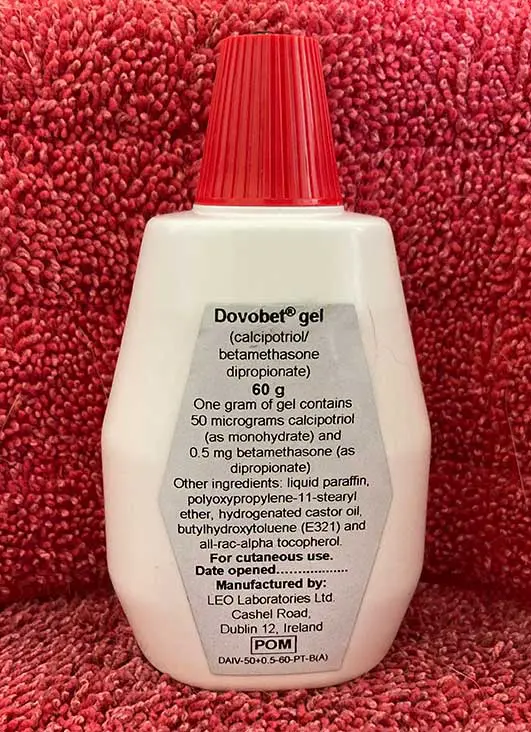 Dovobet® gel
(calcipotriol/
betamethasone
dipropionate)
60 g
One gram of gel contains
50 micrograms calcipotriol
(as monohydrate) and
0.5 mg betamethasone (as
dipropionate)
Other ingredients: liquid paraffin,
polyoxypropylene-11-stearyl
ether, hydrogenated castor oil,
butylhydroxytoluene (E321) and
all-rac-alpha tocopherol.
For cutaneous use.
Date opened..................
Manufactured by:
LEO Laboratories Ltd.
Cashel Road,
Dublin 12, Ireland
POM
DAIV-50+0.5-60-PT-B(A)